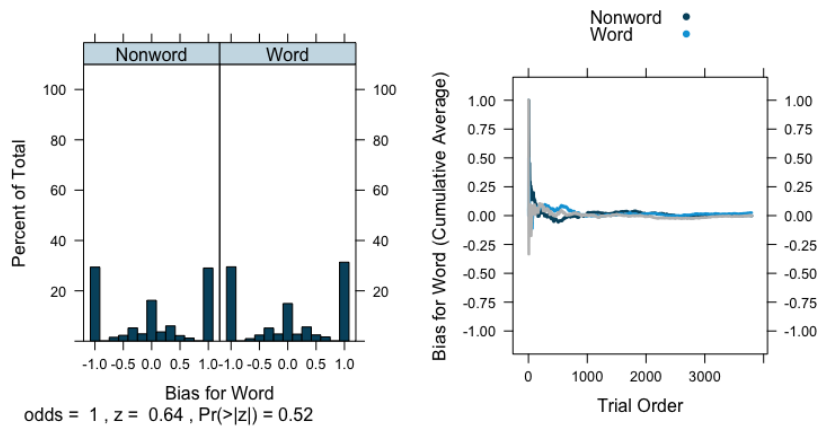 Nonword
Word
Nonword Word
100 100
80 80
60 60
40 40
20 20
Percent of Total
-1.0 -0.5 0.0 0.5 1.0 -1.0 -0.5 0.0 0.5 1.0
Bias for Word
odds = 1 , z = 0.64 , Pr(>|z|) = 0.52
Bias for Word (Cumulative Average)
1.00 1.00
0.75 0.75
0.50 0.50
0.25 0.25
0.00 0.00
-0.25 -0.25
-0.50 -0.50
-0.75 -0.75
-1.00 -1.00
0 1000 2000 3000
Trial Order